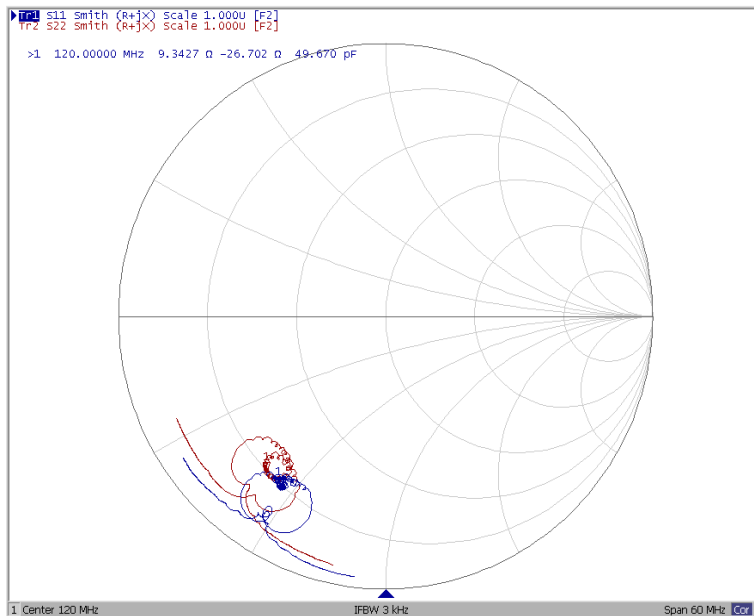 Tr1 S11 Smith (R+jX) Scale 1.000U [F2]
Tr2 S22 Smith (R+jX) Scale 1.000U [F2]
>1 120.00000 MHz 9.3427 Ω -26.702 Ω 49.670 pF
1
1
1 Center 120 MHz IFBW 3 kHz Span 60 MHz Cor